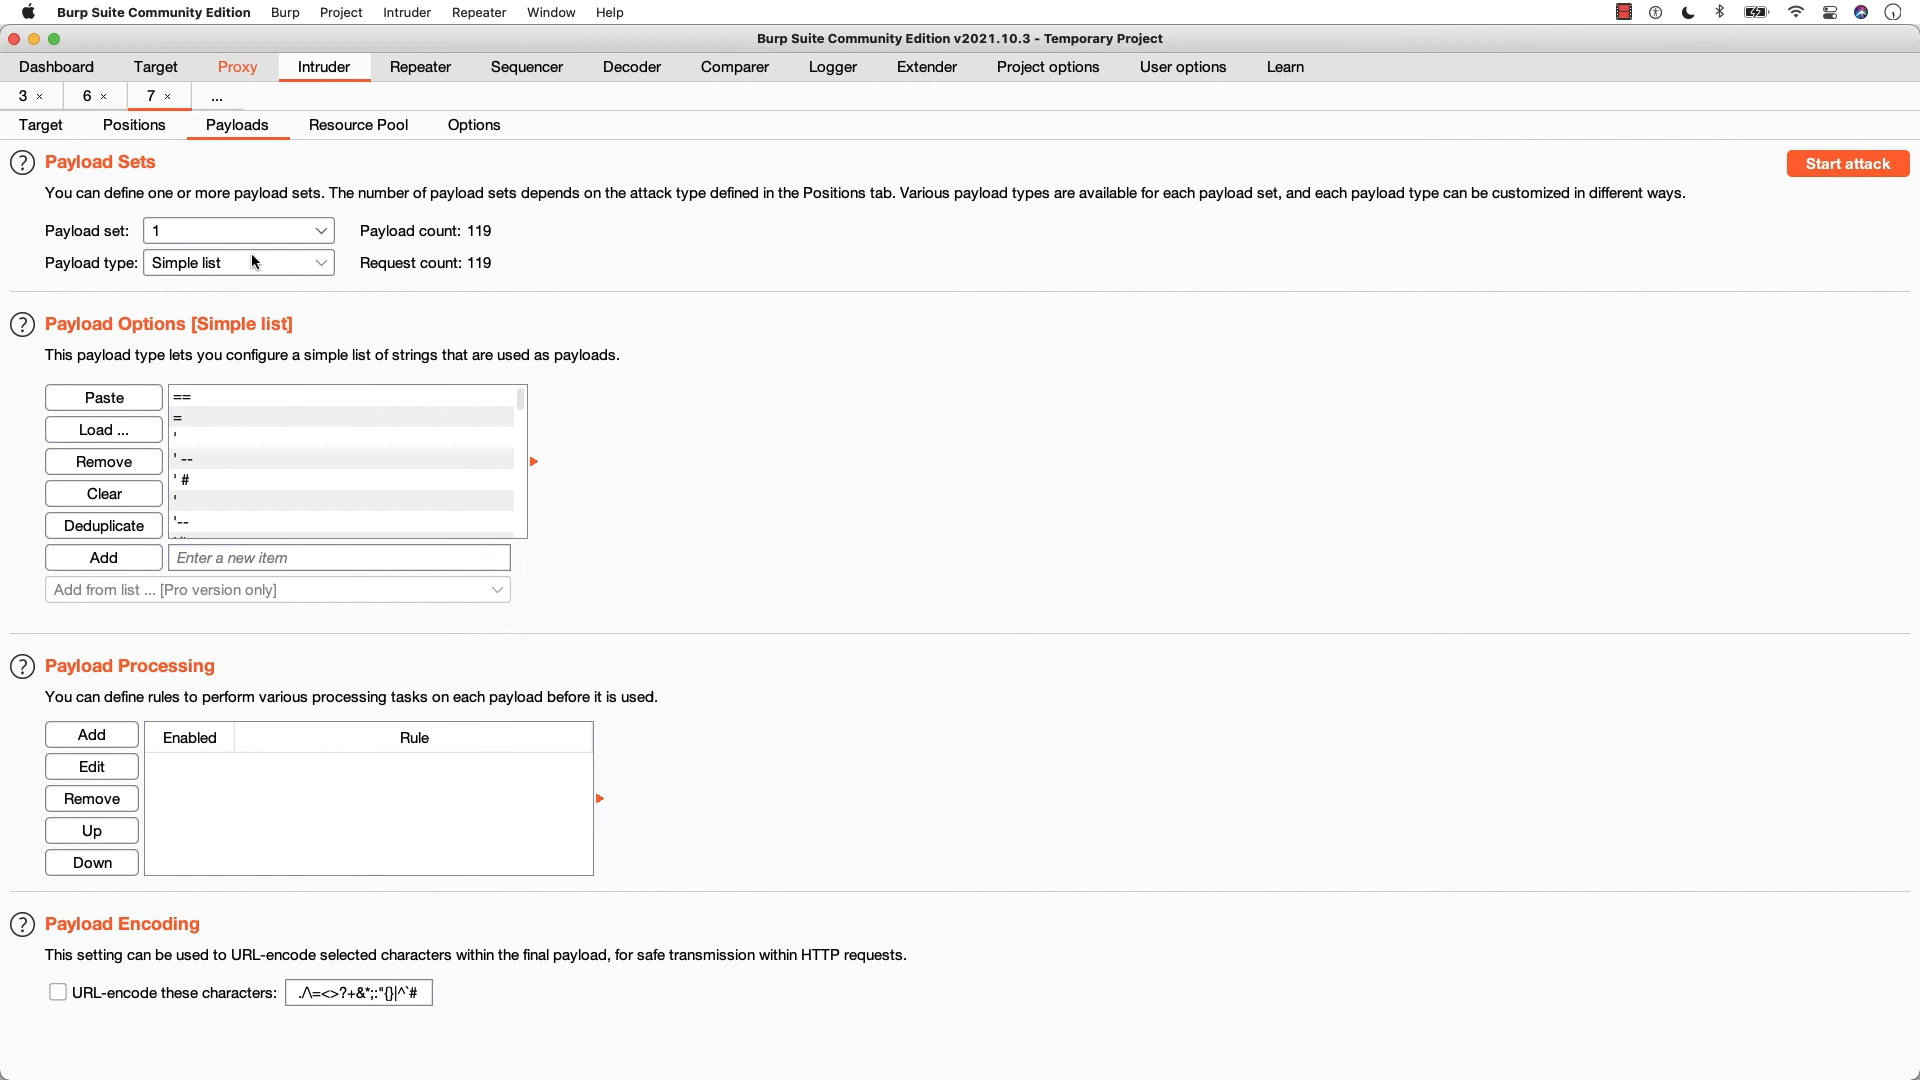 Burp Suite Community Edition Burp Project Intruder Repeater Window Help
Burp Suite Community Edition v2021.10.3 - Temporary Project
Dashboard Target Proxy Intruder Repeater Sequencer Decoder Comparer Logger Extender Project options User options Learn
3 × 6 × 7 × ...
Target Positions Payloads Resource Pool Options
? Payload Sets
Start attack
You can define one or more payload sets. The number of payload sets depends on the attack type defined in the Positions tab. Various payload types are available for each payload set, and each payload type can be customized in different ways.
Payload set: 1 Payload count: 119
Payload type: Simple list Request count: 119
? Payload Options [Simple list]
This payload type lets you configure a simple list of strings that are used as payloads.
Paste ==
=
Load ... '
Remove ' --
' #
Clear '
Deduplicate '--
Add Enter a new item
Add from list ... [Pro version only]
? Payload Processing
You can define rules to perform various processing tasks on each payload before it is used.
Add Enabled Rule
Edit
Remove
Up
Down
? Payload Encoding
This setting can be used to URL-encode selected characters within the final payload, for safe transmission within HTTP requests.
URL-encode these characters: ./\=<>?+&*;:"{}|^`#